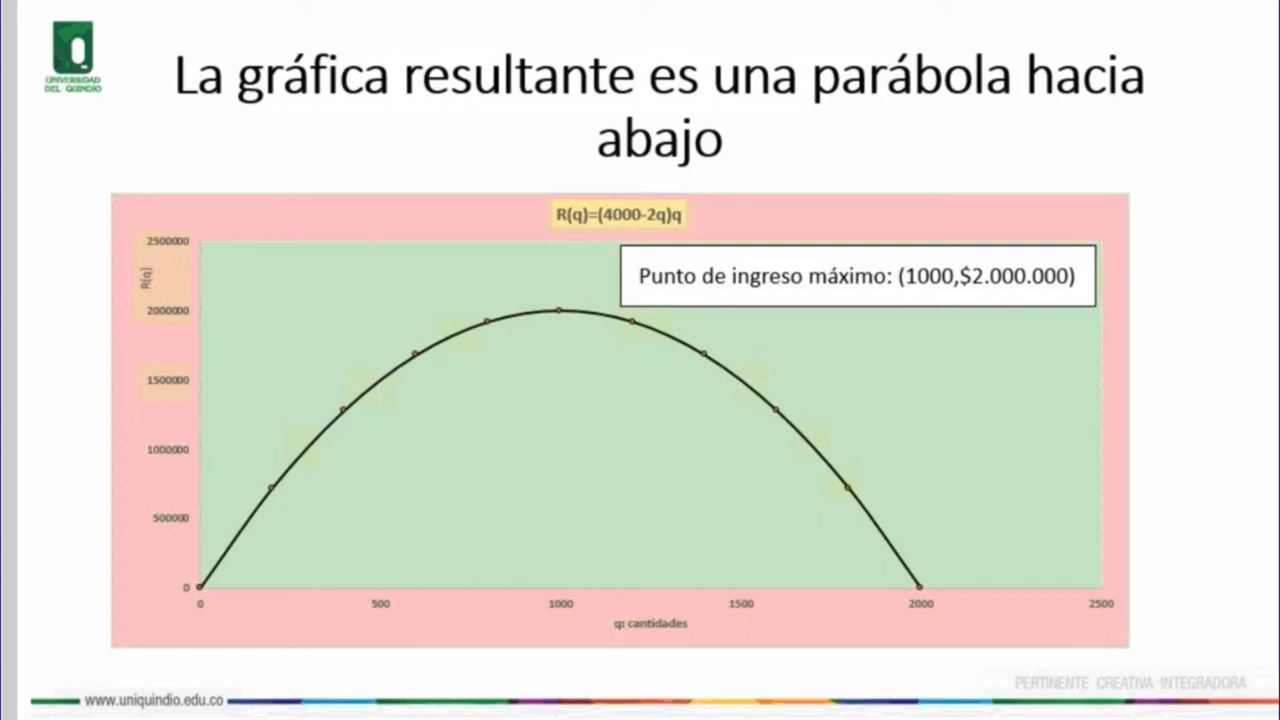 UNIVERSIDAD
DEL QUINDÍO
La gráfica resultante es una parábola hacia
abajo
R(q)=(4000-2q)q
2500000
R(q)
Punto de ingreso máximo: (1000,$2.000.000)
2000000
1500000
1000000
500000
0
0 500 1000 1500 2000 2500
q: cantidades
PERTINENTE CREATIVA INTEGRADORA
www.uniquindio.edu.co